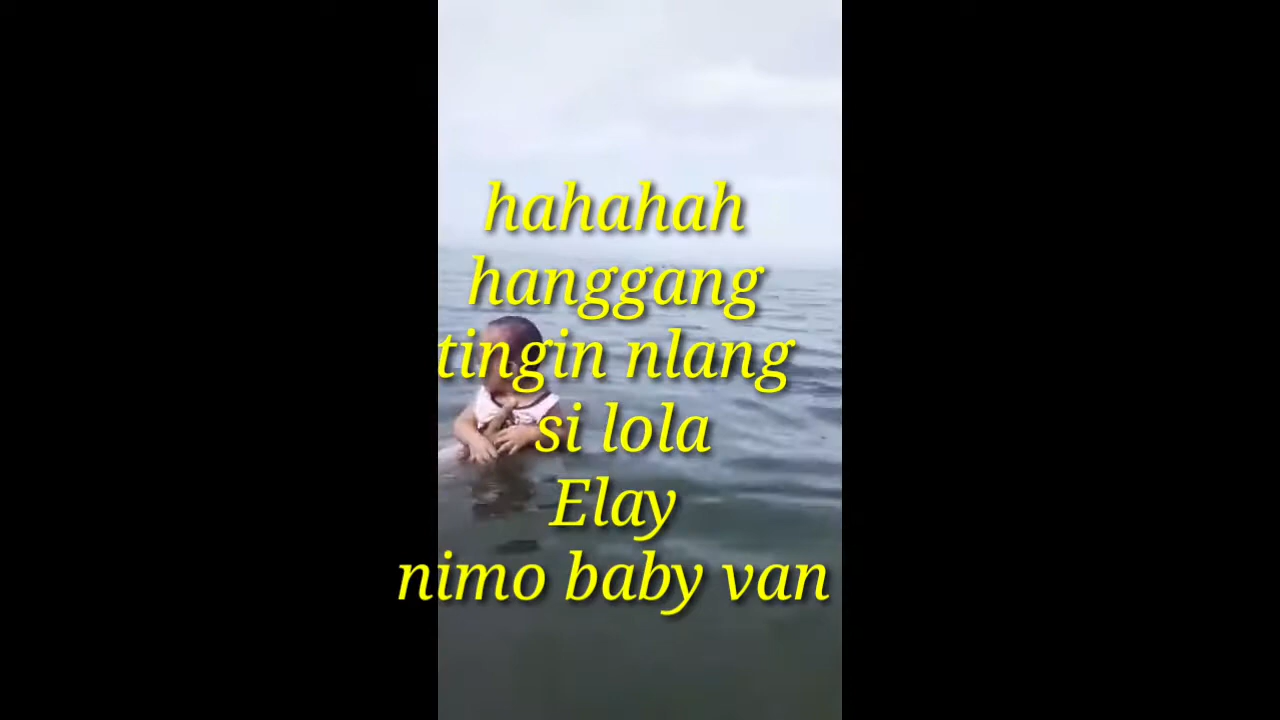 hahahah
hanggang
tingin nlang
si lola
Elay
nimo baby van